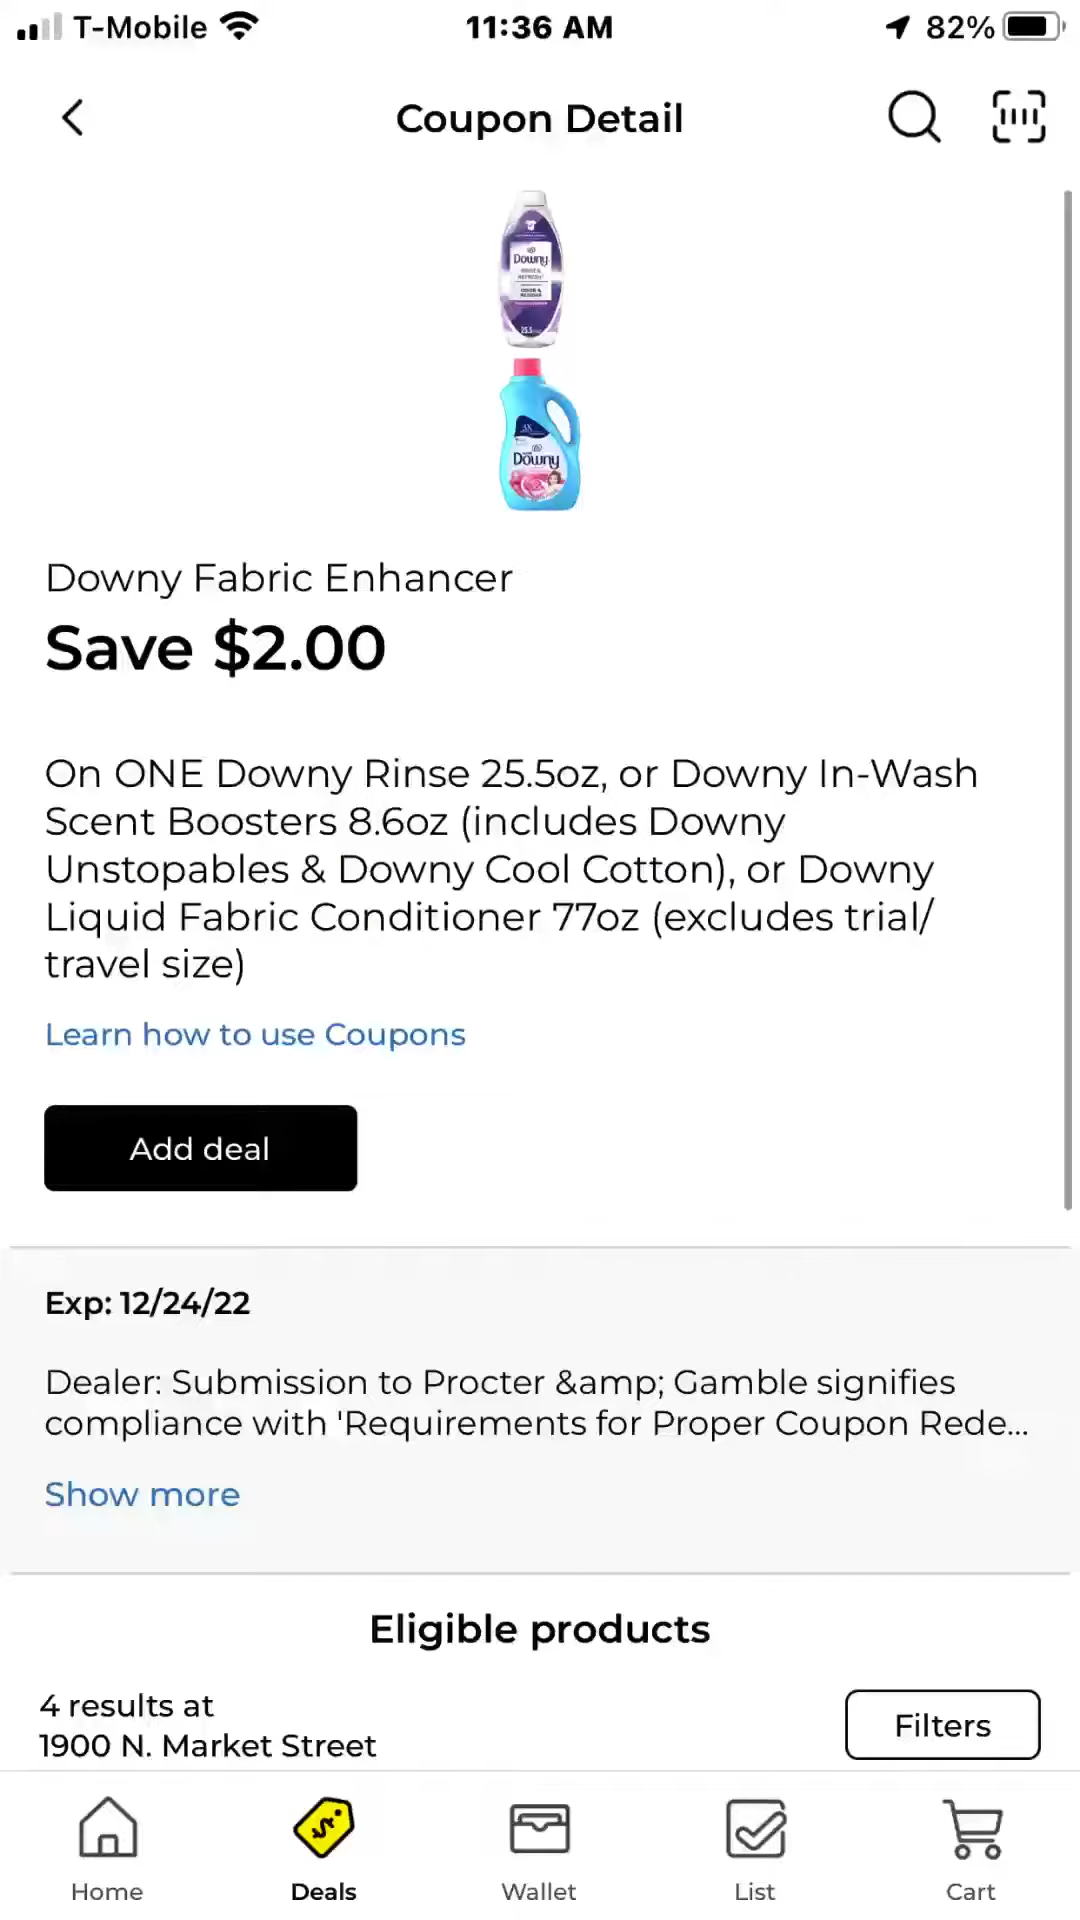 T-Mobile
11:36 AM
82%
Coupon Detail
Downy
RINSE &
REFRESH
25.5
Downy
Downy Fabric Enhancer
Save $2.00
On ONE Downy Rinse 25.5oz, or Downy In-Wash
Scent Boosters 8.6oz (includes Downy
Unstopables & Downy Cool Cotton), or Downy
Liquid Fabric Conditioner 77oz (excludes trial/
travel size)
Learn how to use Coupons
Add deal
Exp: 12/24/22
Dealer: Submission to Procter &amp; Gamble signifies
compliance with 'Requirements for Proper Coupon Rede...
Show more
Eligible products
4 results at
1900 N. Market Street
Filters
Home
Deals
Wallet
List
Cart